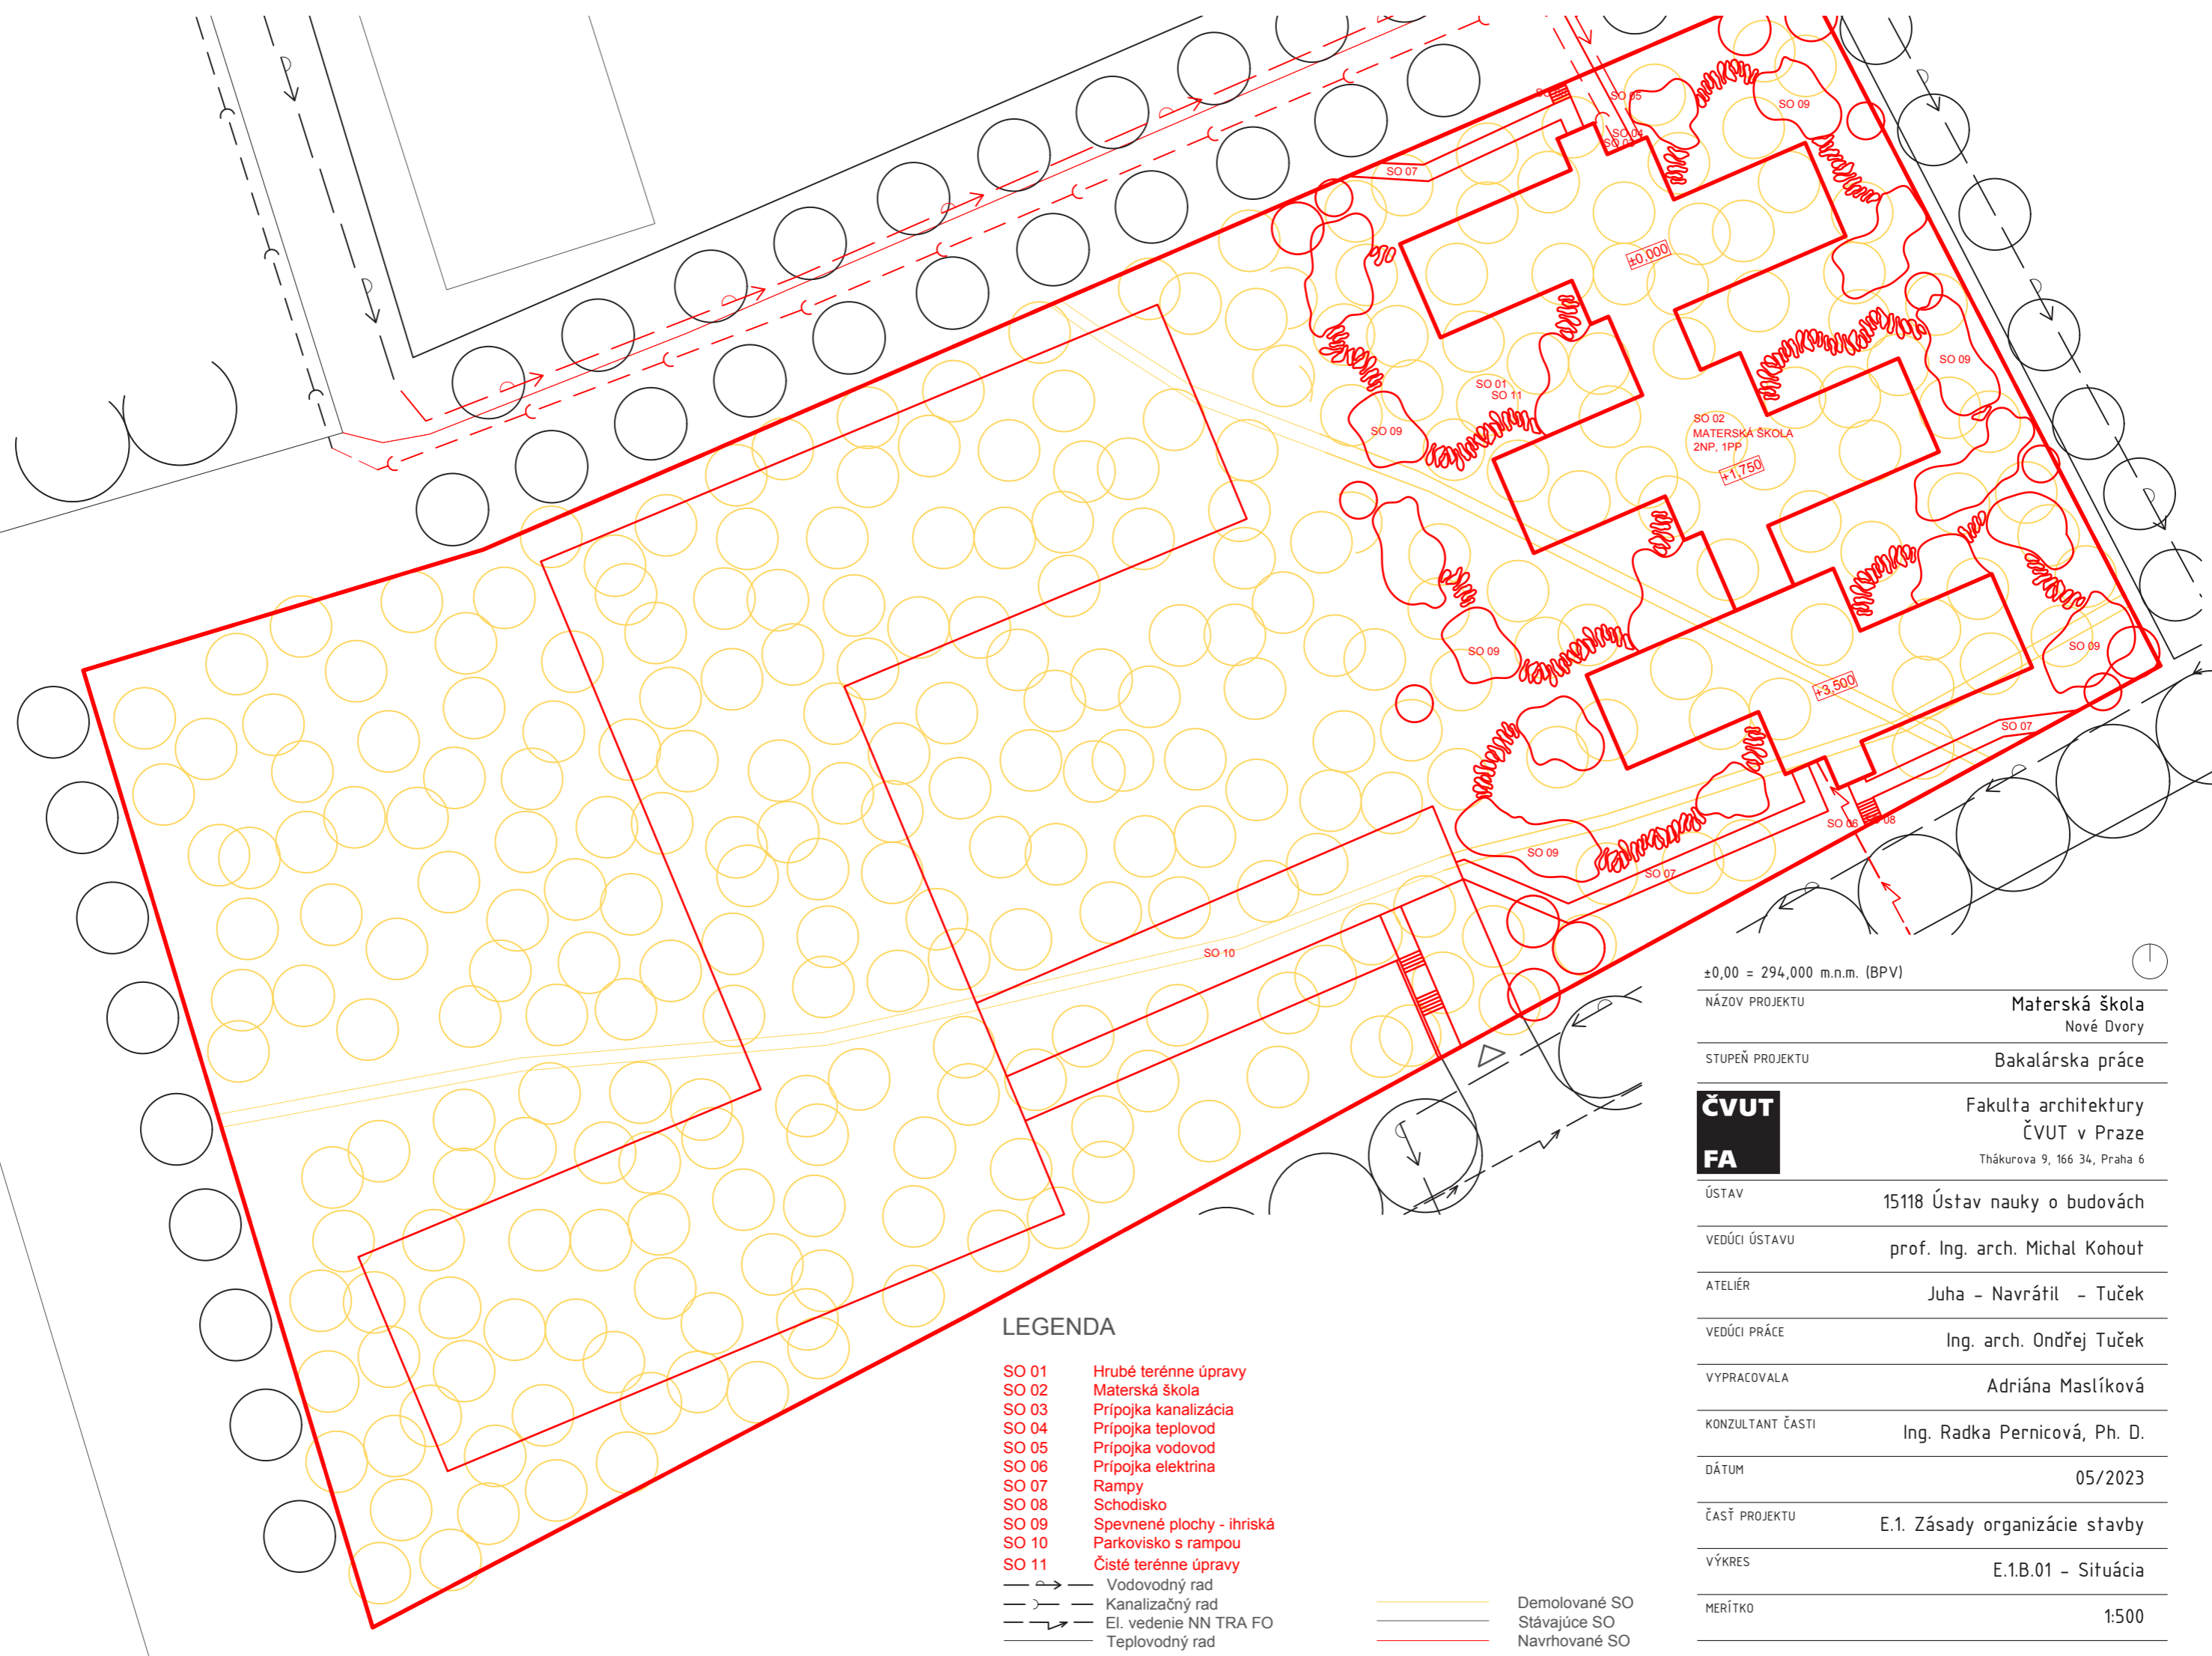 SO 05
SO 09
SO 04
SO 07
±0,000
SO 09
SO 01
SO 11
SO 09
SO 02
MATERSKÁ ŠKOLA
2NP, 1PP
+1,750
SO 09
SO 09
+3,500
SO 07
SO 06
SO 09
SO 07
SO 10
LEGENDA
SO 01 Hrubé terénne úpravy
SO 02 Materská škola
SO 03 Prípojka kanalizácia
SO 04 Prípojka teplovod
SO 05 Prípojka vodovod
SO 06 Prípojka elektrina
SO 07 Rampy
SO 08 Schodisko
SO 09 Spevnené plochy - ihriská
SO 10 Parkovisko s rampou
SO 11 Čisté terénne úpravy
Vodovodný rad
Kanalizačný rad
El. vedenie NN TRA FO
Teplovodný rad
Demolované SO
Stávajúce SO
Navrhované SO
±0,00 = 294,000 m.n.m. (BPV)
NÁZOV PROJEKTU Materská škola
Nové Dvory
STUPEŇ PROJEKTU Bakalárska práce
ČVUT
FA
Fakulta architektury
ČVUT v Praze
Thákurova 9, 166 34, Praha 6
ÚSTAV 15118 Ústav nauky o budovách
VEDÚCI ÚSTAVU prof. Ing. arch. Michal Kohout
ATELIÉR Juha - Navrátil - Tuček
VEDÚCI PRÁCE Ing. arch. Ondřej Tuček
VYPRACOVALA Adriána Maslíková
KONZULTANT ČASTI Ing. Radka Pernicová, Ph. D.
DÁTUM 05/2023
ČASŤ PROJEKTU E.1. Zásady organizácie stavby
VÝKRES E.1.B.01 - Situácia
MERÍTKO 1:500